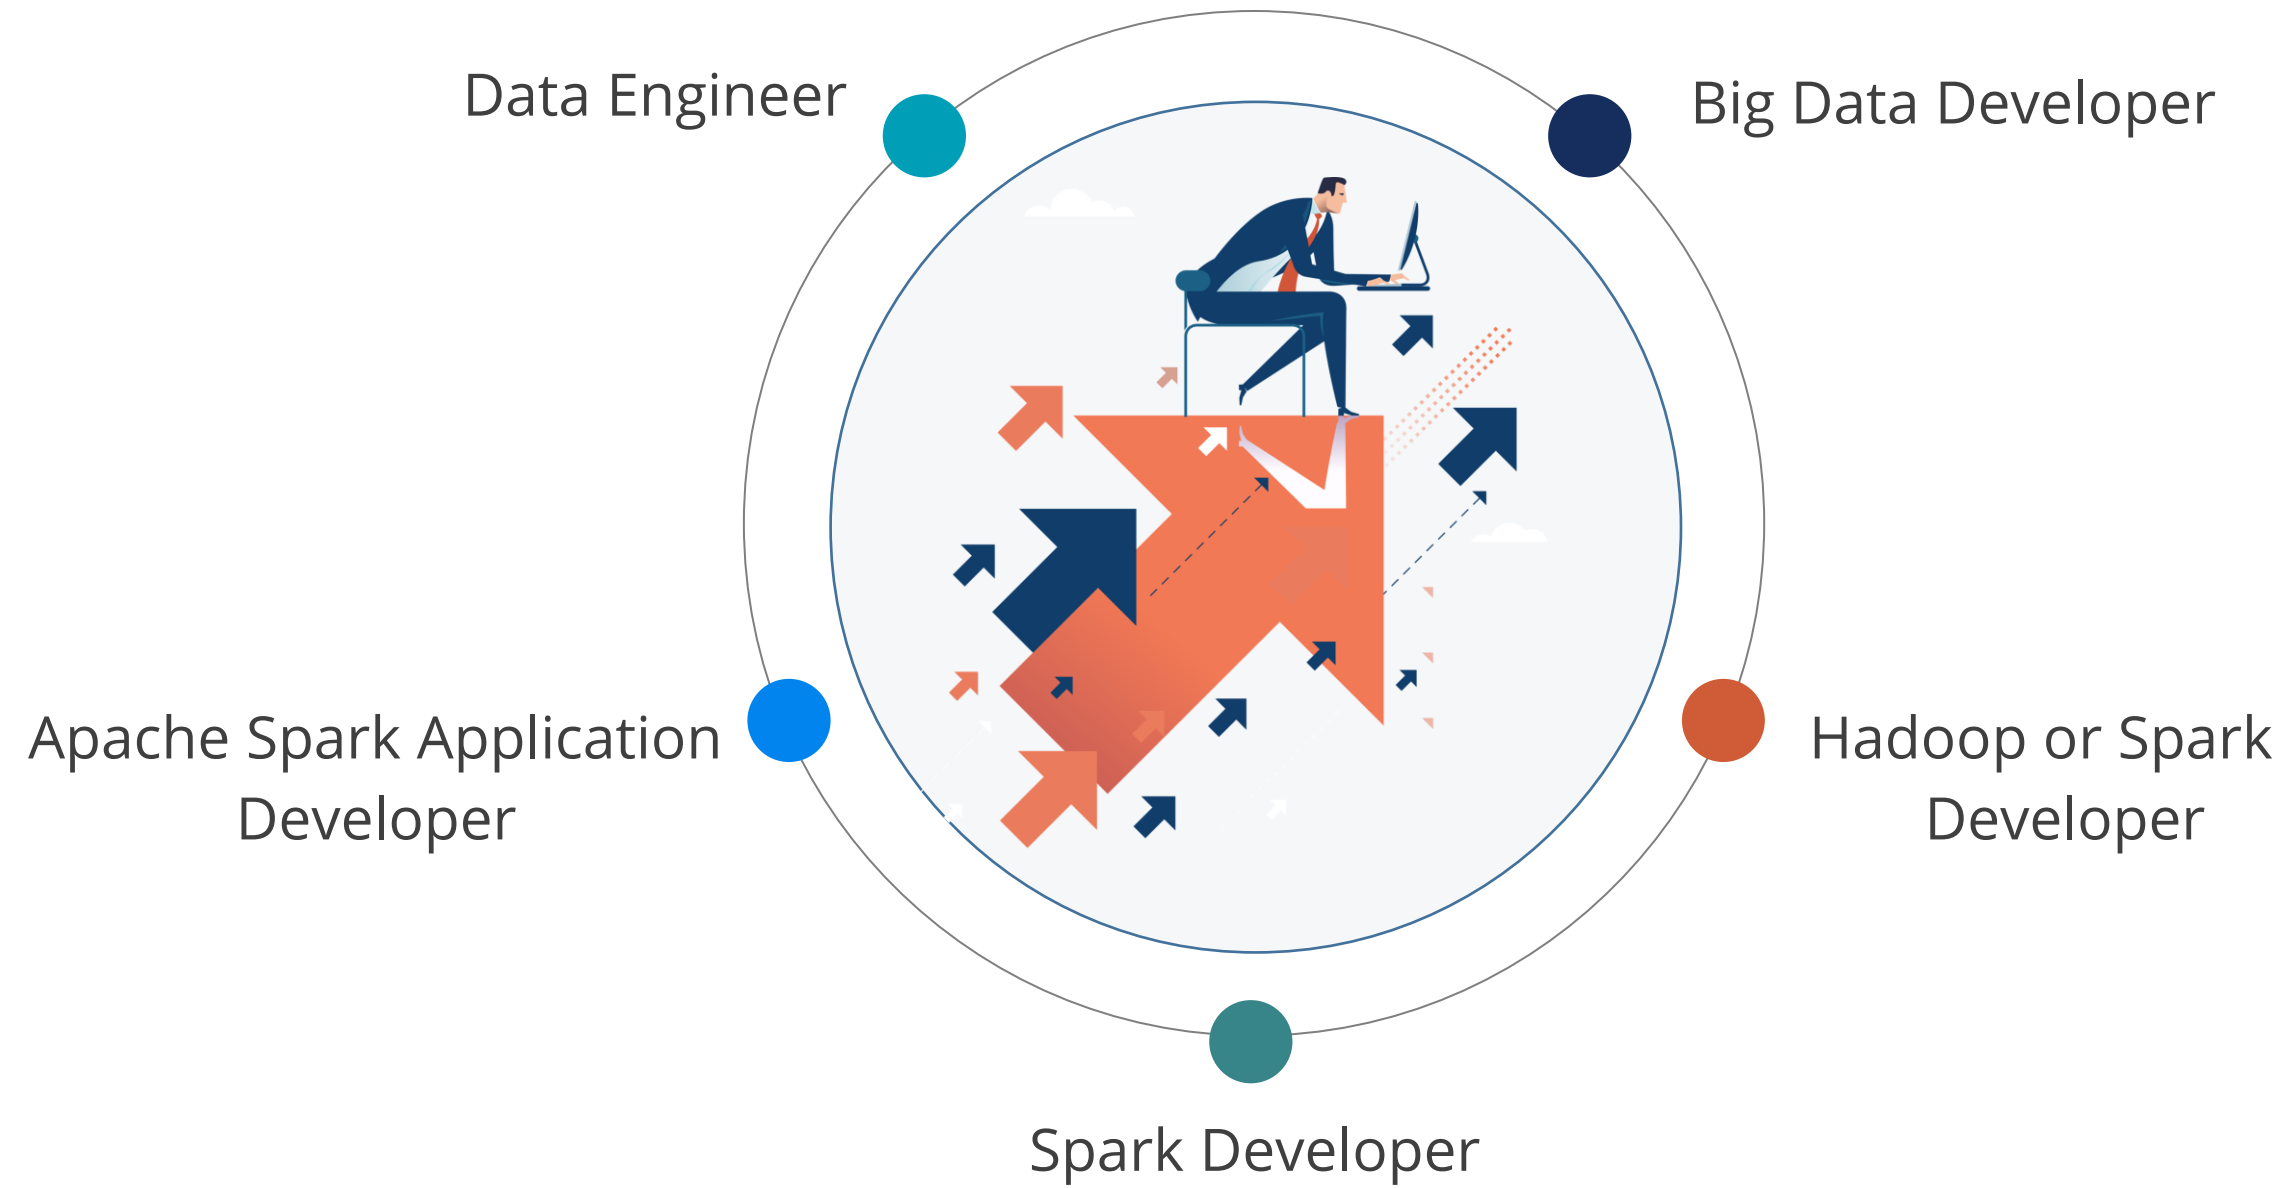 Data Engineer
Big Data Developer
Apache Spark Application
Developer
Hadoop or Spark
Developer
Spark Developer